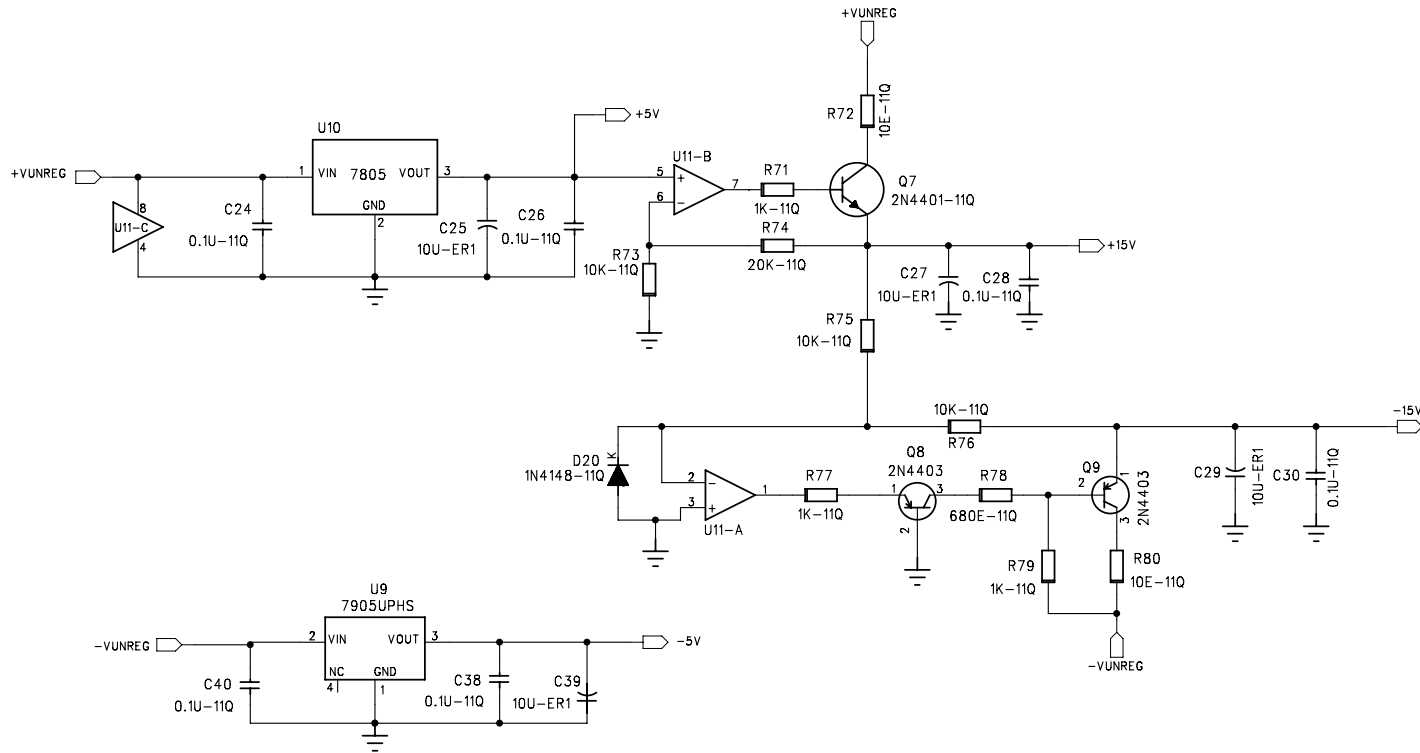 +VUNREG
R72
10E-11Q
+5V
U10
+VUNREG
1
VIN
7805
VOUT
3
GND
2
U11-C
8
4
C24
0.1U-11Q
C25
10U-ER1
C26
0.1U-11Q
U11-B
5
+
6
-
7
R71
1K-11Q
Q7
2N4401-11Q
R74
20K-11Q
R73
10K-11Q
+15V
C27
10U-ER1
C28
0.1U-11Q
R75
10K-11Q
10K-11Q
R76
-15V
D20
K
1N4148-11Q
2
-
3
+
1
U11-A
R77
1K-11Q
Q8
2N4403
1
3
2
R78
680E-11Q
Q9
2
1
3
2N4403
C29
10U-ER1
C30
0.1U-11Q
R79
1K-11Q
R80
10E-11Q
-VUNREG
U9
7905UPHS
-VUNREG
2
VIN
VOUT
3
NC
4
GND
1
-5V
C40
0.1U-11Q
C38
0.1U-11Q
C39
10U-ER1